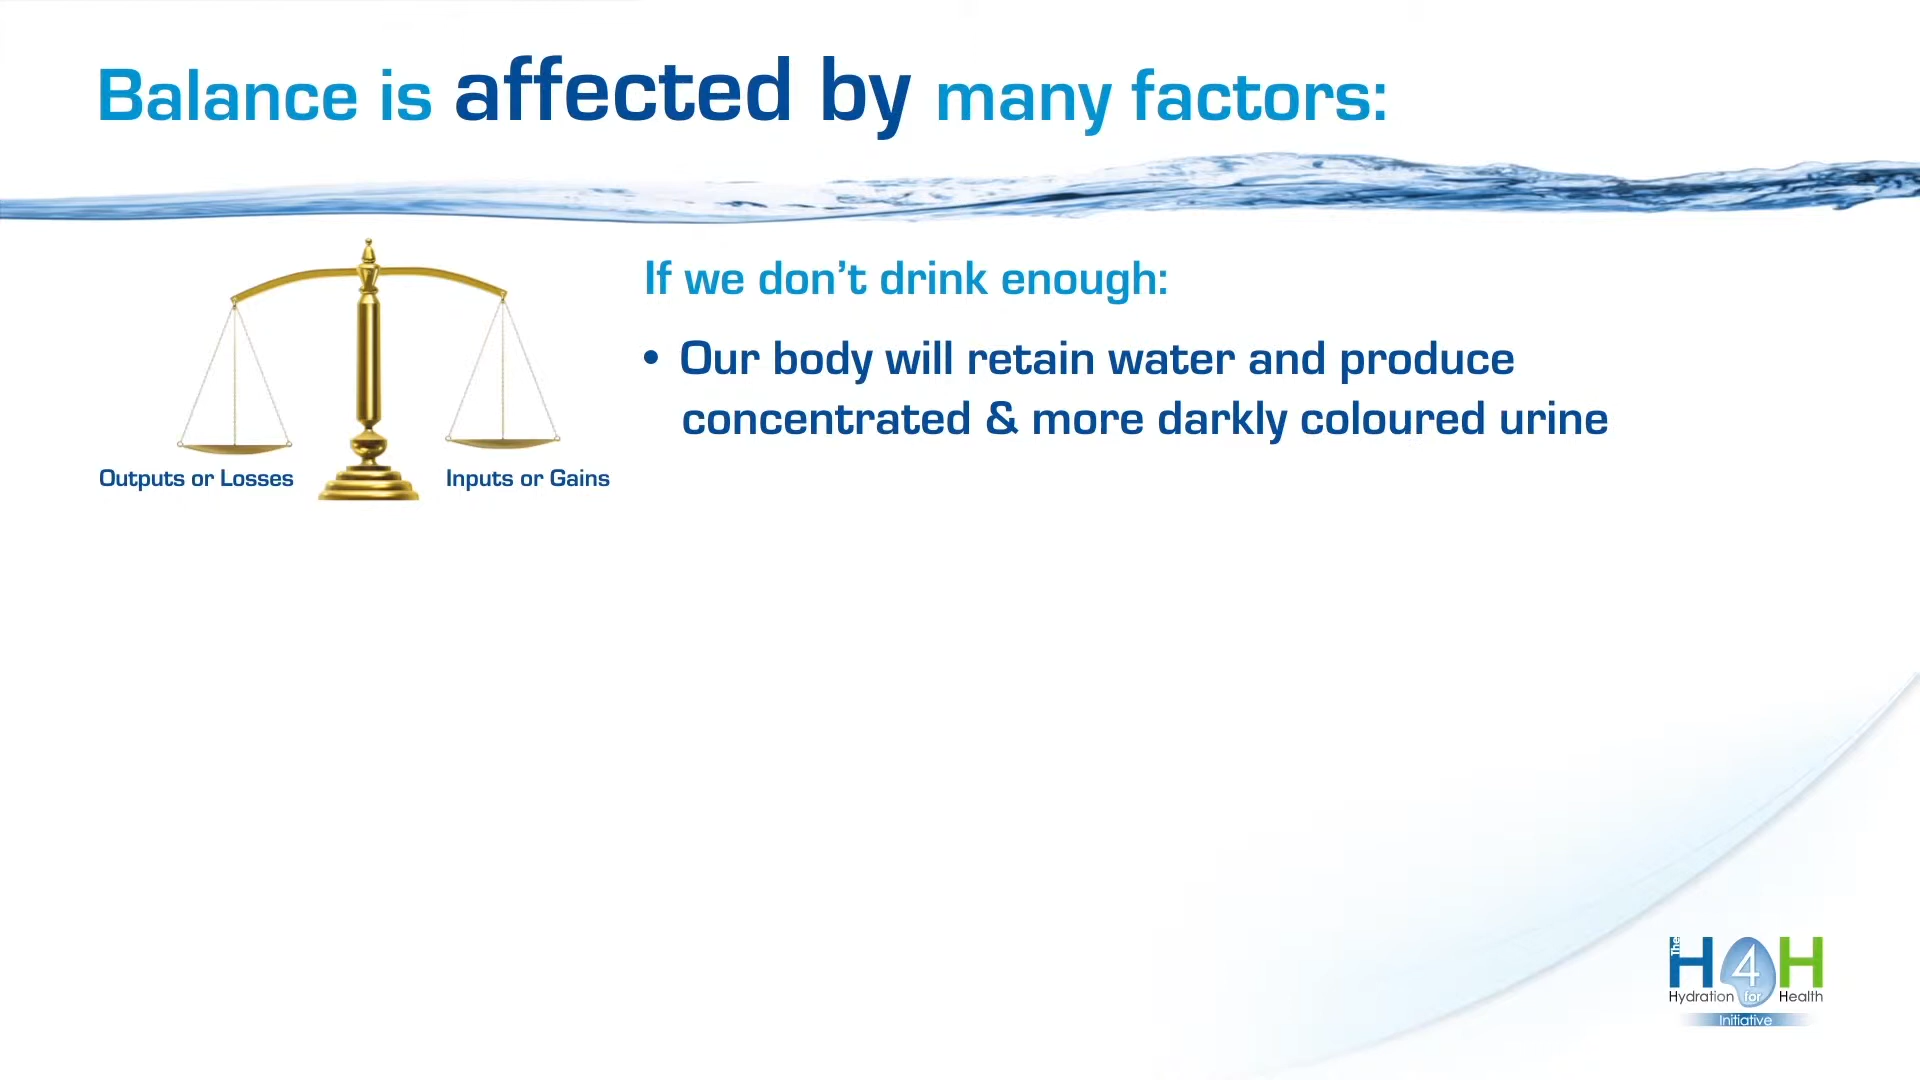 Balance is affected by many factors:
If we don’t drink enough:
• Our body will retain water and produce
concentrated & more darkly coloured urine
Outputs or Losses
Inputs or Gains
The
H4H
Hydration for Health
Initiative